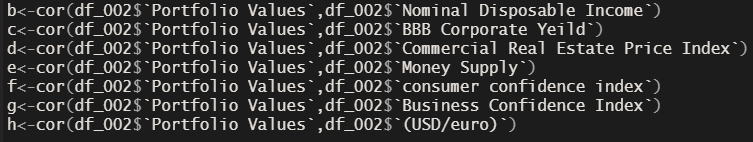 b<-cor(df_002$`Portfolio Values`,df_002$`Nominal Disposable Income`)
c<-cor(df_002$`Portfolio Values`,df_002$`BBB Corporate Yeild`)
d<-cor(df_002$`Portfolio Values`,df_002$`Commercial Real Estate Price Index`)
e<-cor(df_002$`Portfolio Values`,df_002$`Money Supply`)
f<-cor(df_002$`Portfolio Values`,df_002$`consumer confidence index`)
g<-cor(df_002$`Portfolio Values`,df_002$`Business Confidence Index`)
h<-cor(df_002$`Portfolio Values`,df_002$`(USD/euro)`)